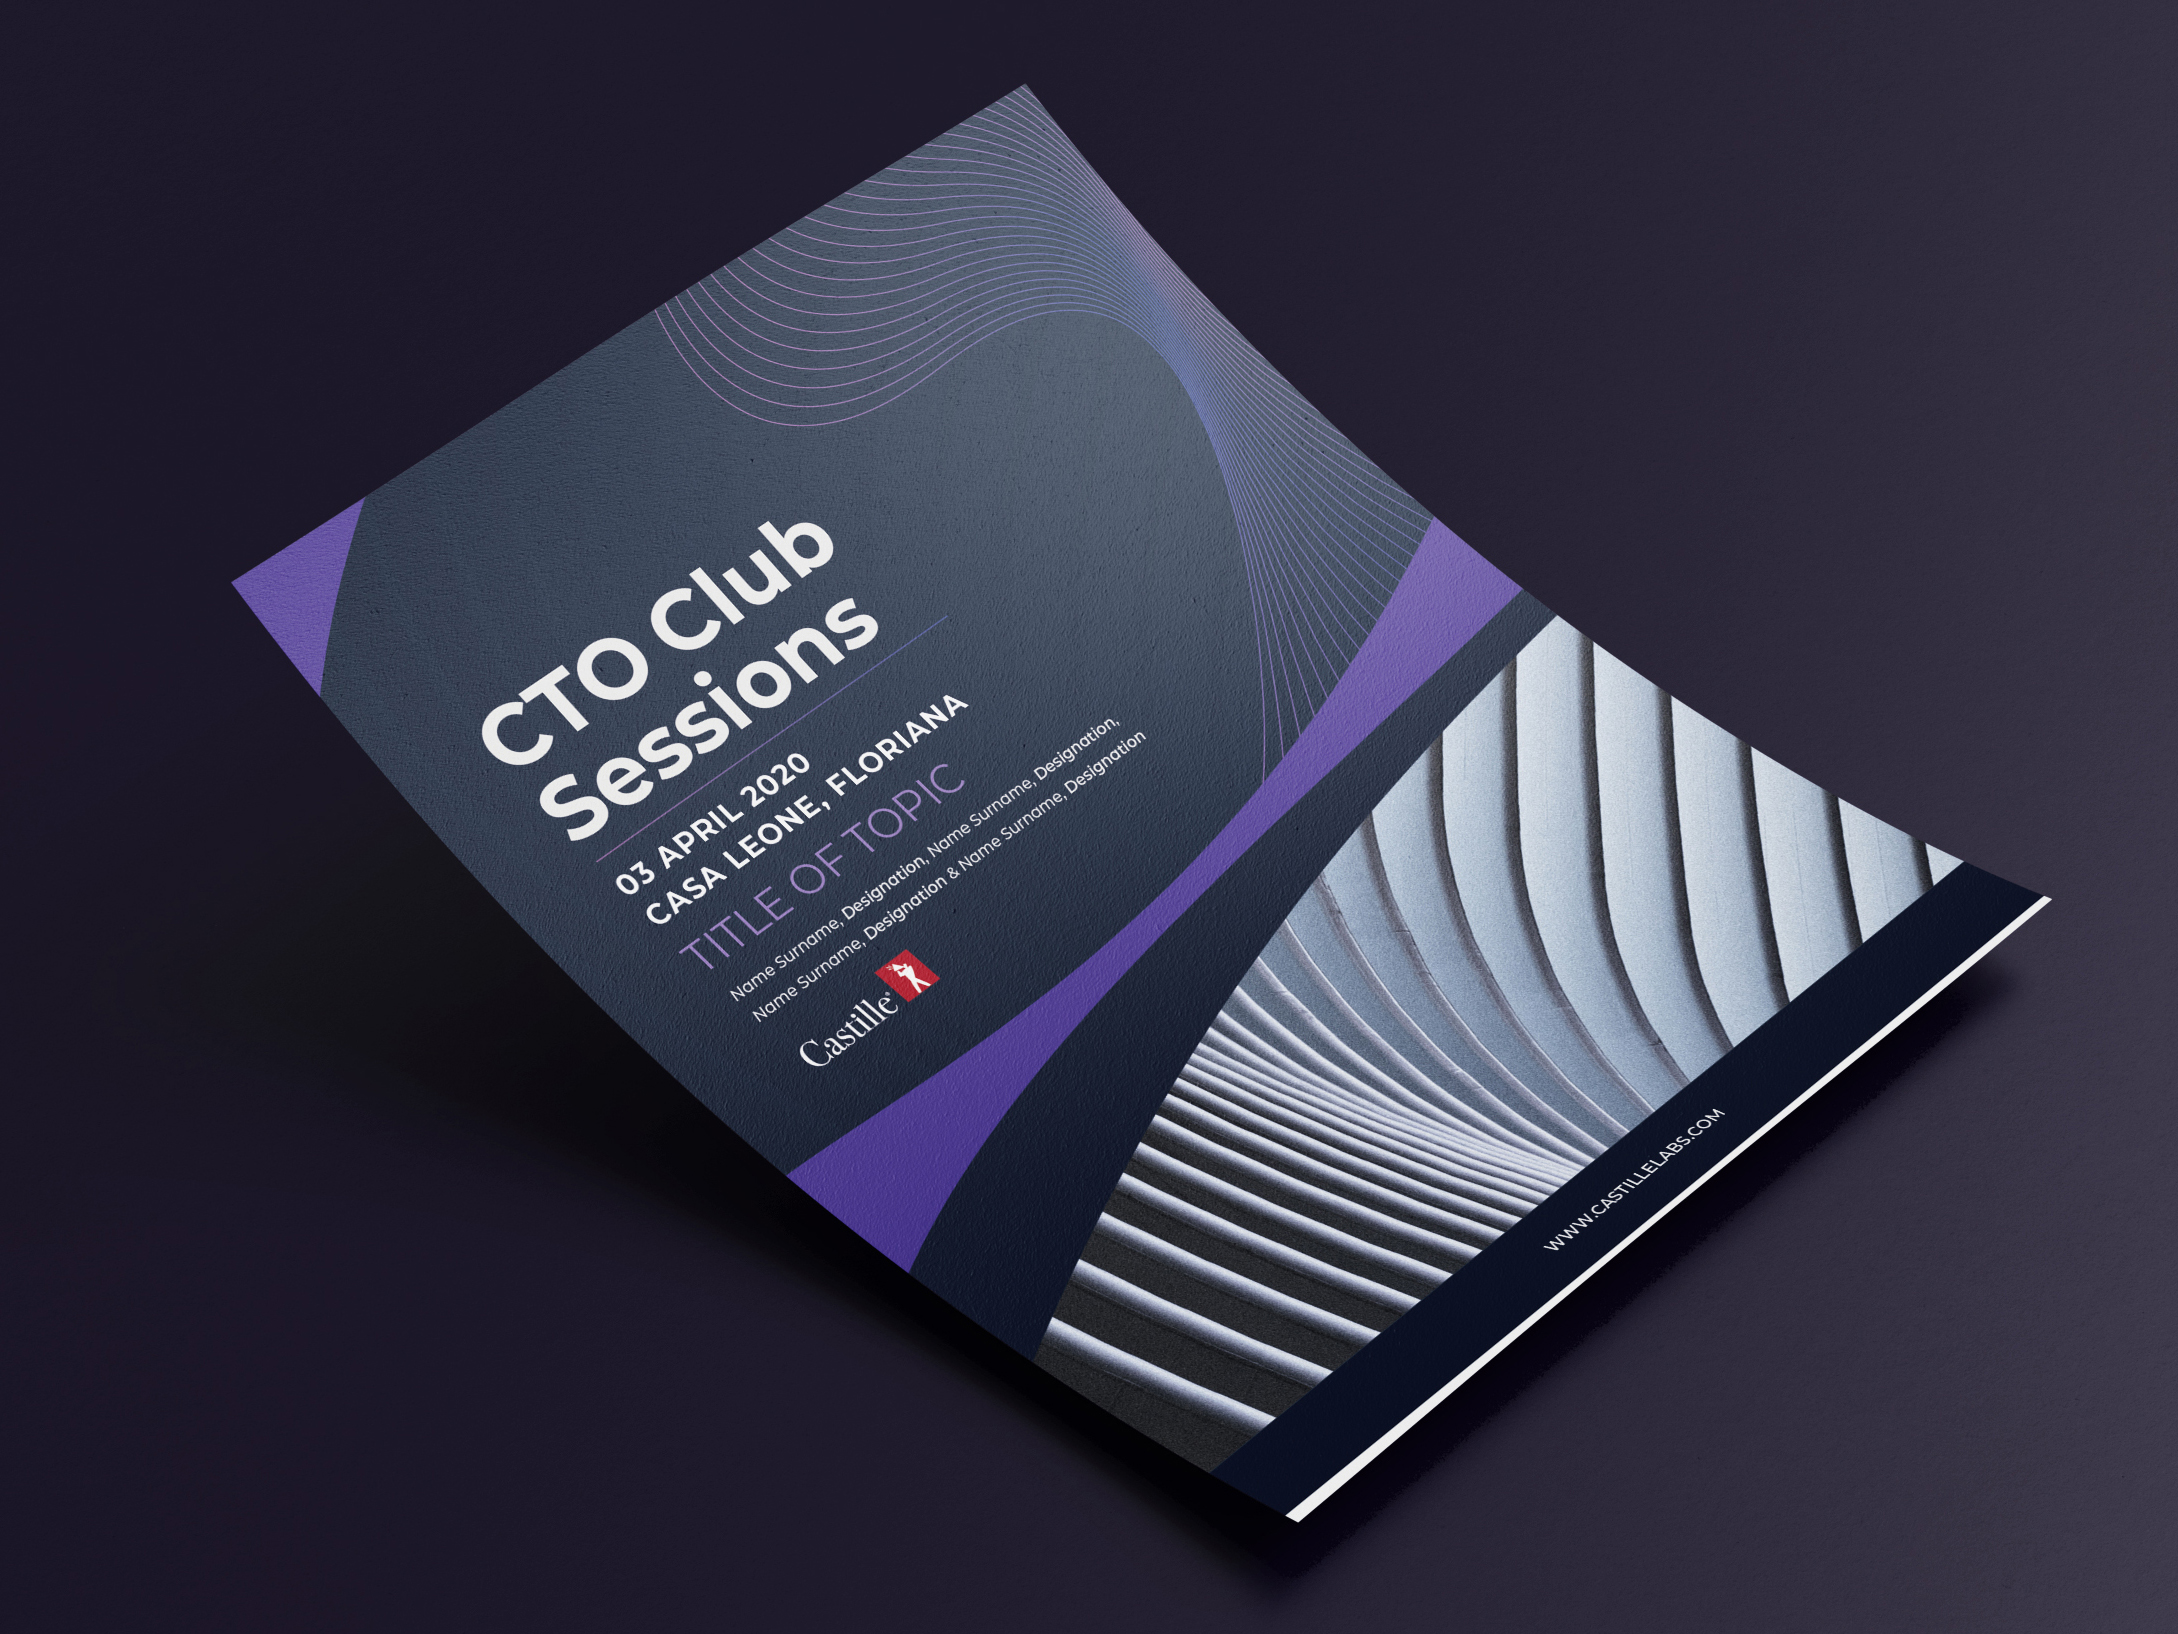 CTO Club
Sessions
03 APRIL 2020
CASA LEONE, FLORIANA
TITLE OF TOPIC
Name Surname, Designation, Name Surname, Designation,
Name Surname, Designation & Name Surname, Designation
Castille®
WWW.CASTILLELABS.COM